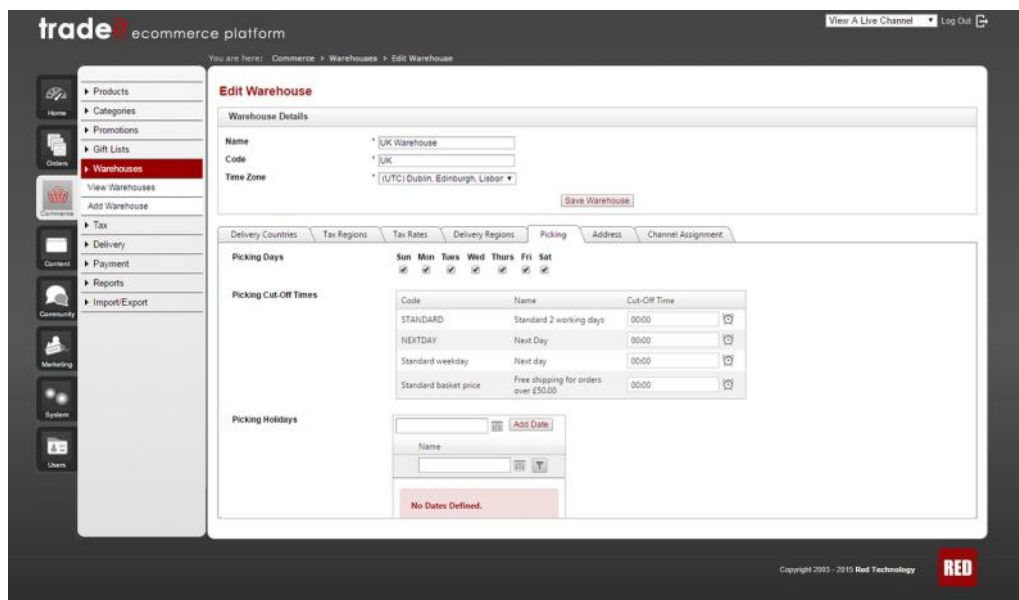 tradeit ecommerce platform
View A Live Channel
Log Out
You are here: Commerce > Warehouses > Edit Warehouse
Home
Orders
Commerce
Content
Community
Marketing
System
Users
Products
Categories
Promotions
Gift Lists
Warehouses
View Warehouses
Add Warehouse
Tax
Delivery
Payment
Reports
Import/Export
Edit Warehouse
Warehouse Details
Name * UK Warehouse
Code * UK
Time Zone * (UTC) Dublin, Edinburgh, Lisbor
Save Warehouse
Delivery Countries Tax Regions Tax Rates Delivery Regions Picking Address Channel Assignment
Picking Days
Sun Mon Tues Wed Thurs Fri Sat
Picking Cut-Off Times
Code Name Cut-Off Time
STANDARD Standard 2 working days 00:00
NEXTDAY Next Day 00:00
Standard weekday Next day 00:00
Standard basket price Free shipping for orders over £50.00 00:00
Picking Holidays
Add Date
Name
No Dates Defined.
Copyright 2003 - 2015 Red Technology
RED